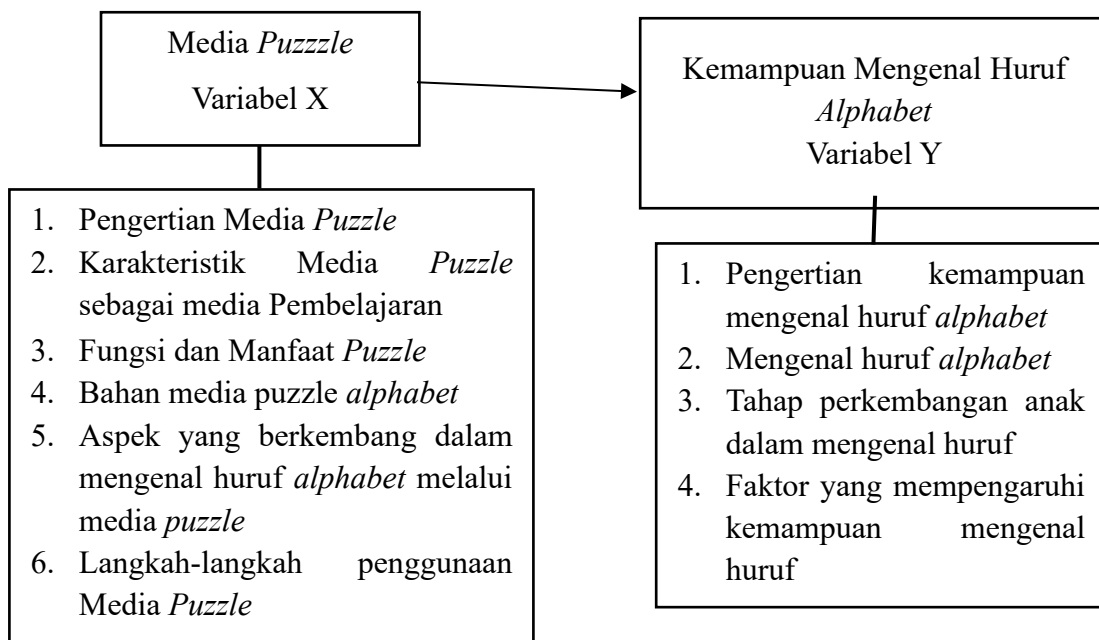 Media Puzzzle
Variabel X
Kemampuan Mengenal Huruf
Alphabet
Variabel Y
1. Pengertian Media Puzzle
2. Karakteristik Media Puzzle
sebagai media Pembelajaran
3. Fungsi dan Manfaat Puzzle
4. Bahan media puzzle alphabet
5. Aspek yang berkembang dalam
mengenal huruf alphabet melalui
media puzzle
6. Langkah-langkah penggunaan
Media Puzzle
1. Pengertian kemampuan
mengenal huruf alphabet
2. Mengenal huruf alphabet
3. Tahap perkembangan anak
dalam mengenal huruf
4. Faktor yang mempengaruhi
kemampuan mengenal
huruf